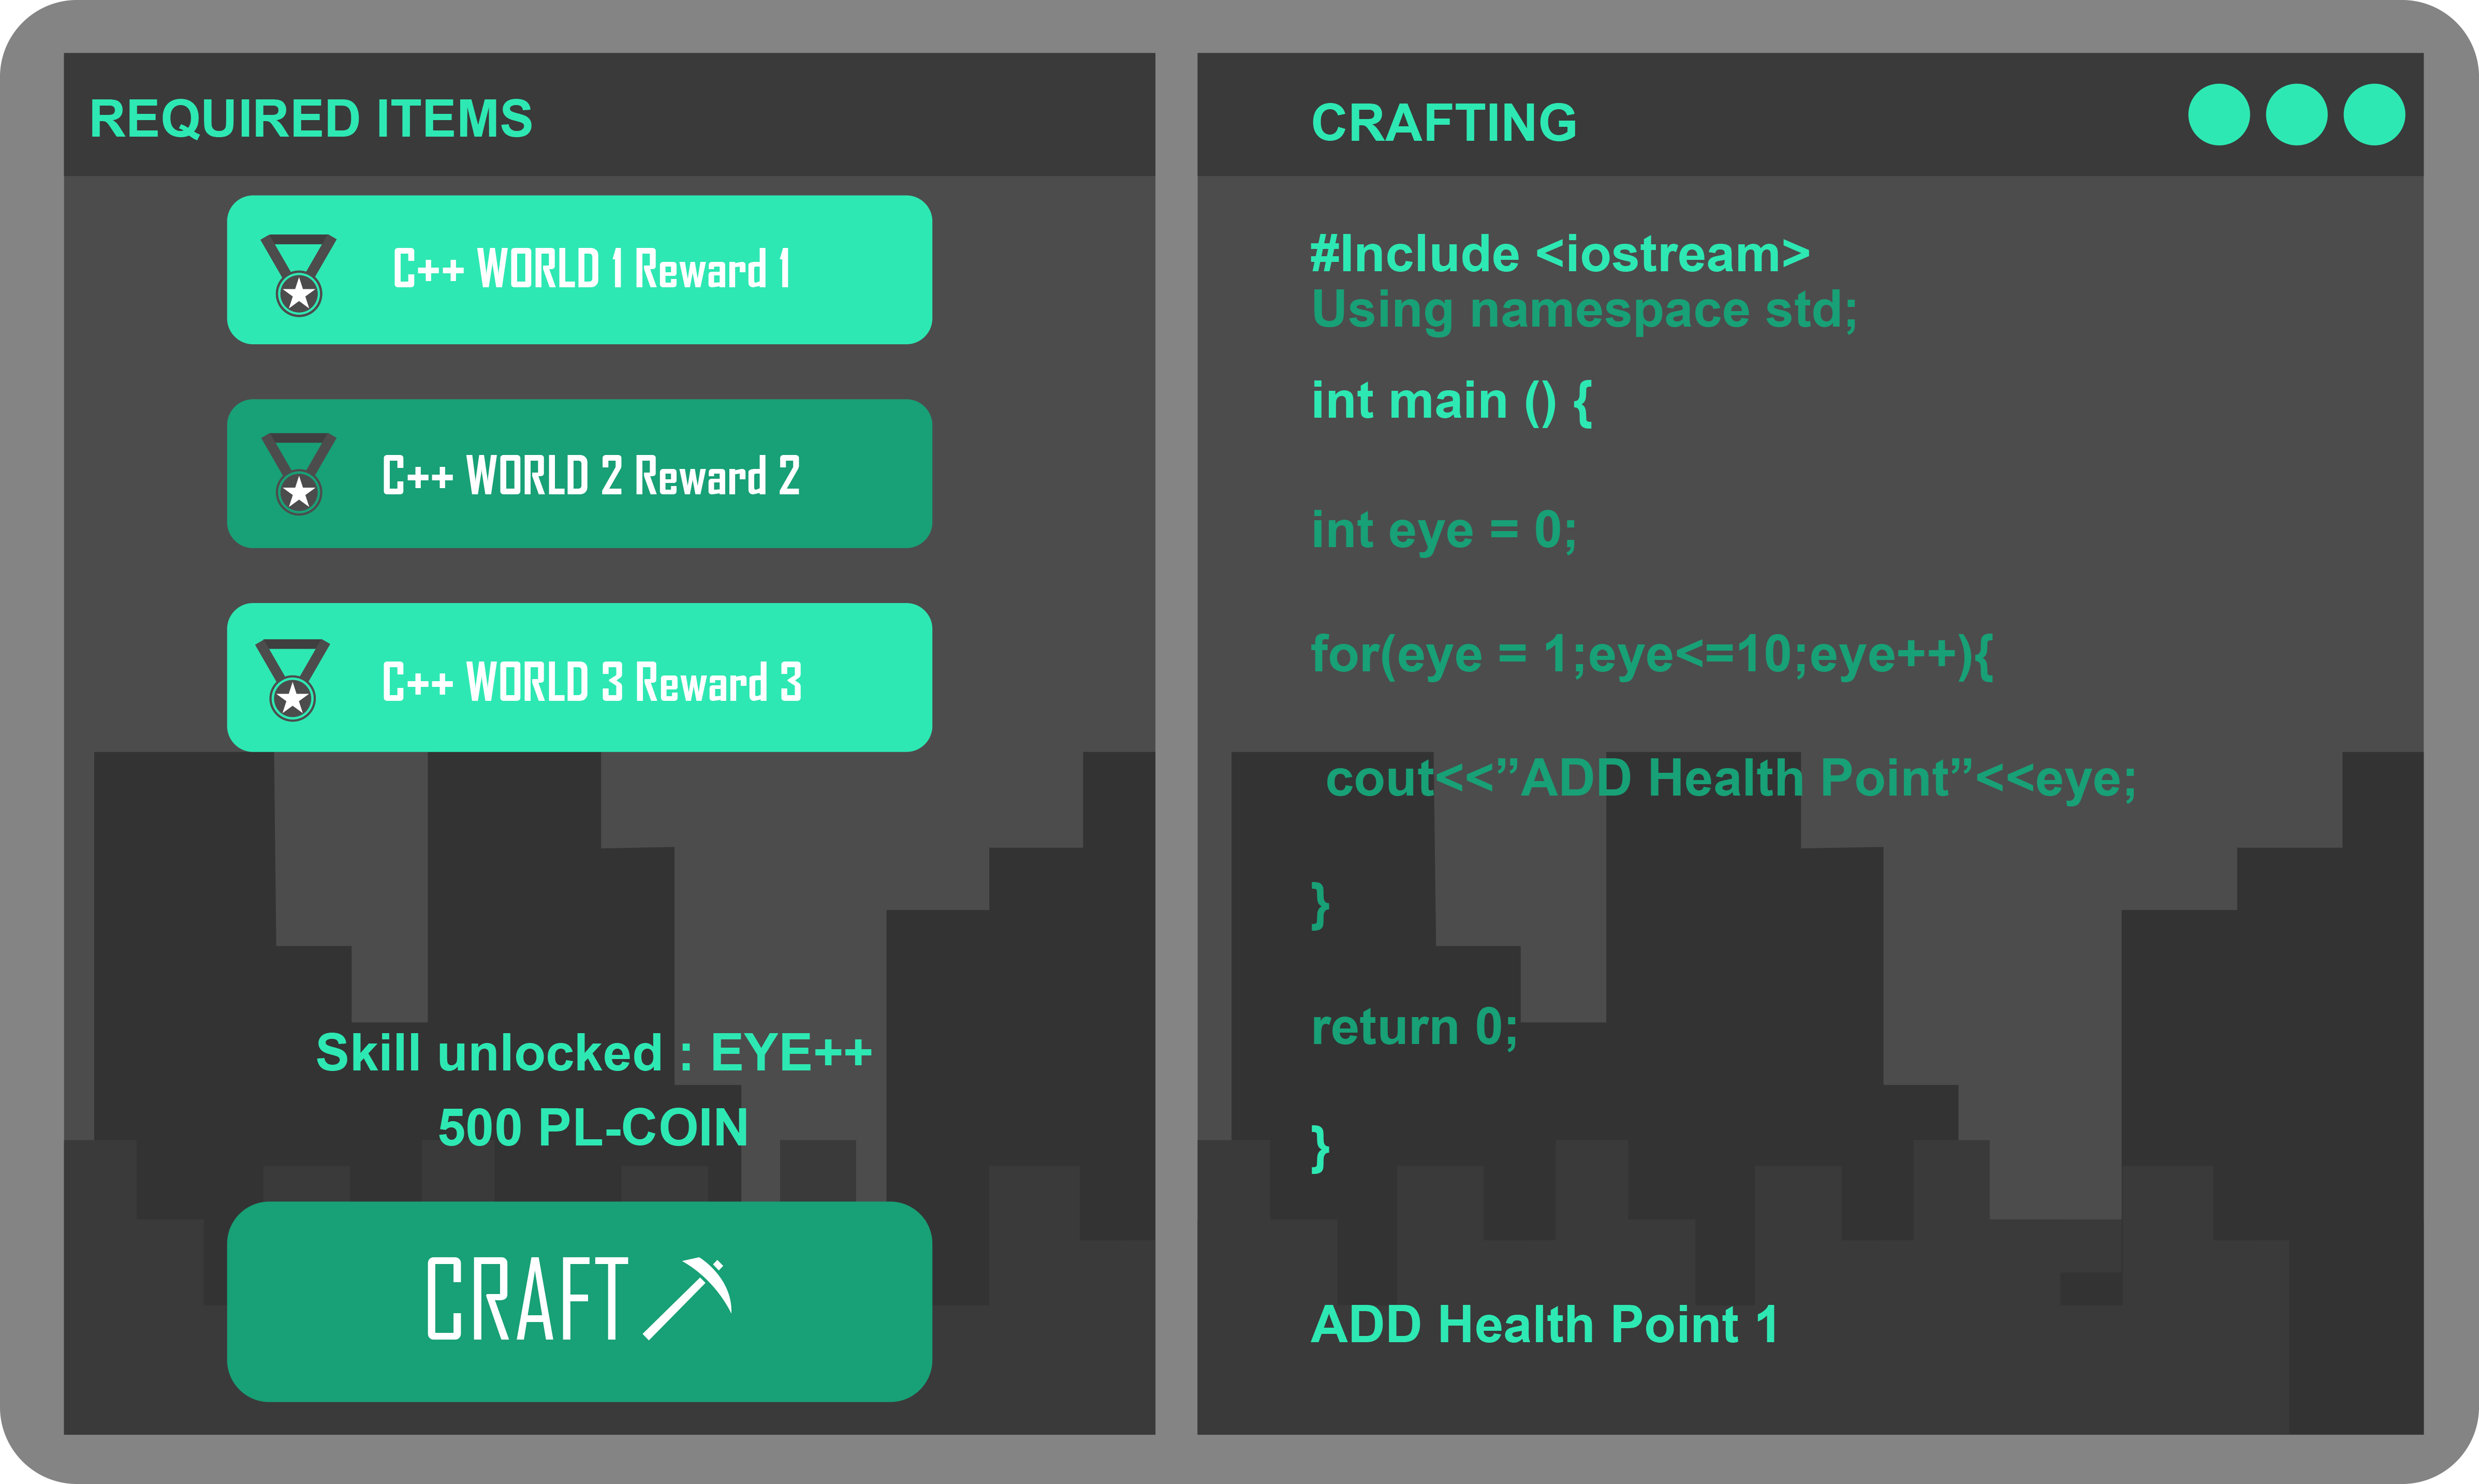 REQUIRED ITEMS
C++ WORLD 1 Reward 1
C++ WORLD 2 Reward 2
C++ WORLD 3 Reward 3
Skill unlocked : EYE++
500 PL-COIN
CRAFT
CRAFTING
#Include <iostream>
Using namespace std;
int main () {
int eye = 0;
for(eye = 1;eye<=10;eye++){
cout<<”ADD Health Point”<<eye;
}
return 0;
}
ADD Health Point 1